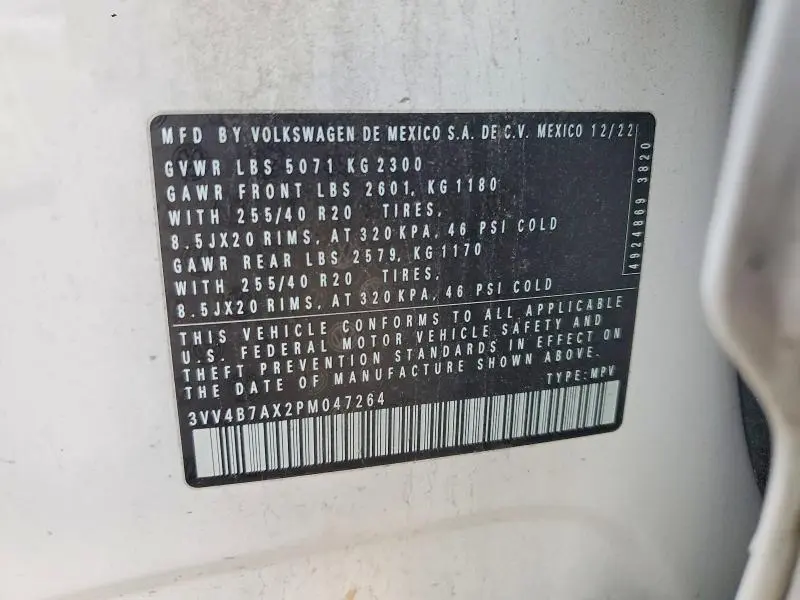 MFD BY VOLKSWAGEN DE MEXICO S.A. DE C.V. MEXICO 12/22
GVWR LBS 5071 KG 2300
GAWR FRONT LBS 2601, KG 1180
WITH 255/40 R20 TIRES,
8.5JX20 RIMS, AT 320 KPA, 46 PSI COLD
GAWR REAR LBS 2579, KG 1170
WITH 255/40 R20 TIRES,
8.5JX20 RIMS, AT 320 KPA, 46 PSI COLD
4924869 3820
THIS VEHICLE CONFORMS TO ALL APPLICABLE
U.S. FEDERAL MOTOR VEHICLE SAFETY AND
THEFT PREVENTION STANDARDS IN EFFECT ON
THE DATE OF MANUFACTURE SHOWN ABOVE.
TYPE: MPV
3VV4B7AX2PM047264